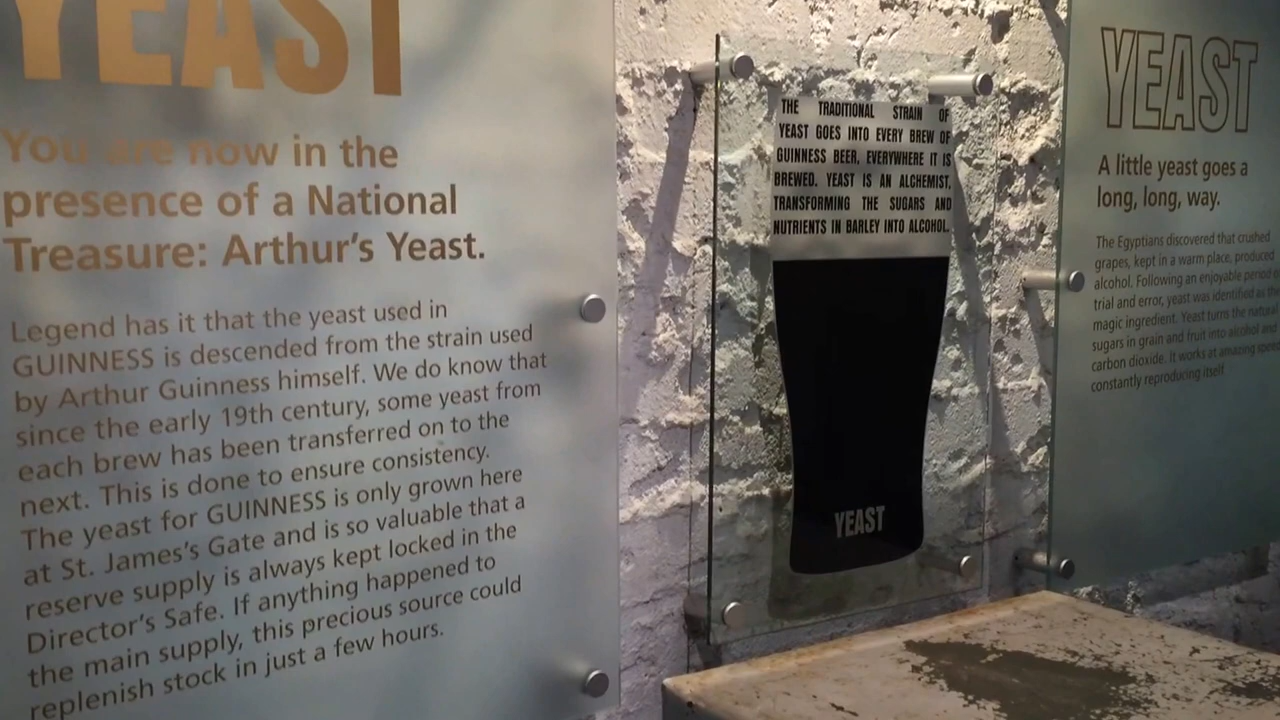 YEAST
You are now in the
presence of a National
Treasure: Arthur's Yeast.
Legend has it that the yeast used in
GUINNESS is descended from the strain used
by Arthur Guinness himself. We do know that
since the early 19th century, some yeast from
each brew has been transferred on to the
next. This is done to ensure consistency.
The yeast for GUINNESS is only grown here
at St. James's Gate and is so valuable that a
reserve supply is always kept locked in the
Director's Safe. If anything happened to
the main supply, this precious source could
replenish stock in just a few hours.
THE TRADITIONAL STRAIN OF
YEAST GOES INTO EVERY BREW OF
GUINNESS BEER, EVERYWHERE IT IS
BREWED. YEAST IS AN ALCHEMIST,
TRANSFORMING THE SUGARS AND
NUTRIENTS IN BARLEY INTO ALCOHOL.
YEAST
YEAST
A little yeast goes a
long, long, way.
The Egyptians discovered that crushed
grapes, kept in a warm place, produced
alcohol. Following an enjoyable period
trial and error, yeast was identified as
magic ingredient. Yeast turns the
sugars in grain and fruit into alcohol and
carbon dioxide. It works at amazing
constantly reproducing itself.